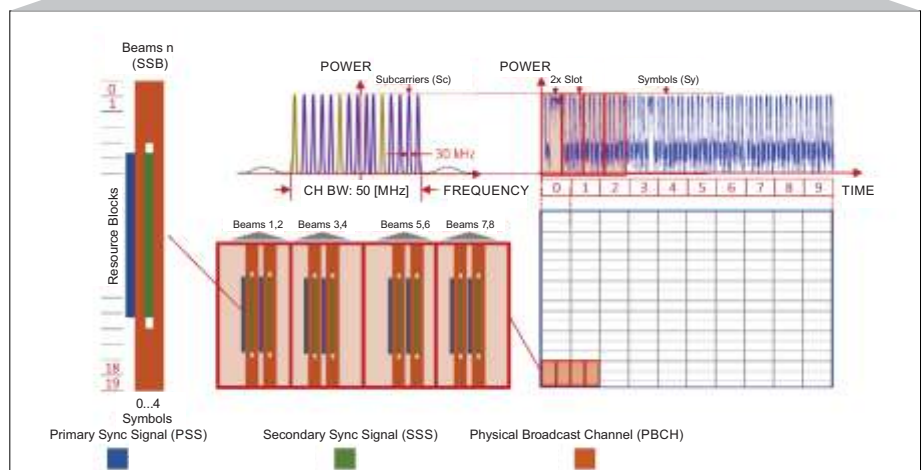 Beams n
(SSB)
0
1
Resource Blocks
18
19
0...4
Symbols
POWER
Subcarriers (Sc)
30 kHz
CH BW: 50 [MHz]
FREQUENCY
POWER
2x Slot
Symbols (Sy)
0 1 2 3 4 5 6 7 8 9
TIME
Beams 1,2
Beams 3,4
Beams 5,6
Beams 7,8
Primary Sync Signal (PSS)
Secondary Sync Signal (SSS)
Physical Broadcast Channel (PBCH)